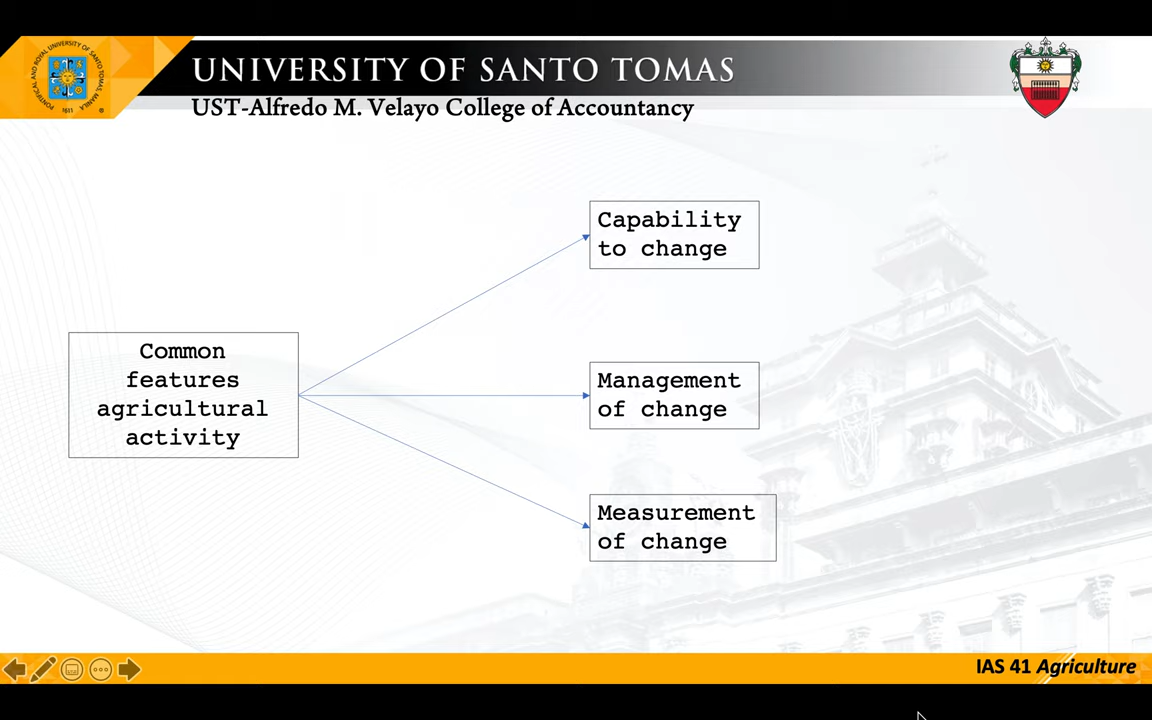 UNIVERSITY OF SANTO TOMAS
UST-Alfredo M. Velayo College of Accountancy
Common
features
agricultural
activity
Capability
to change
Management
of change
Measurement
of change
IAS 41 Agriculture